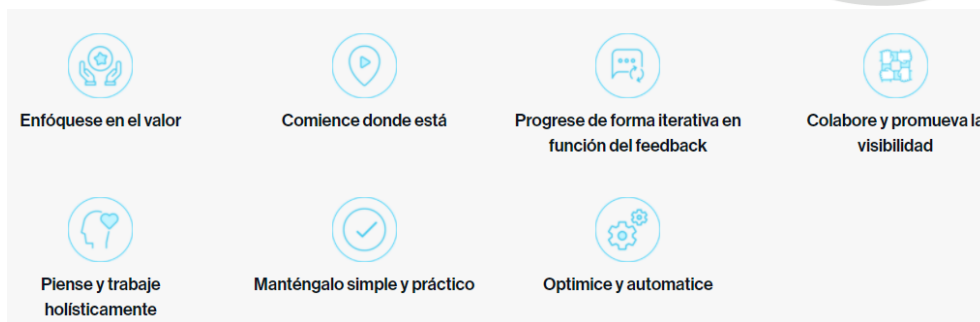 Enfóquese en el valor
Comience donde está
Progrese de forma iterativa en
función del feedback
Colabore y promueva la
visibilidad
Piense y trabaje
holísticamente
Manténgalo simple y práctico
Optimice y automatice